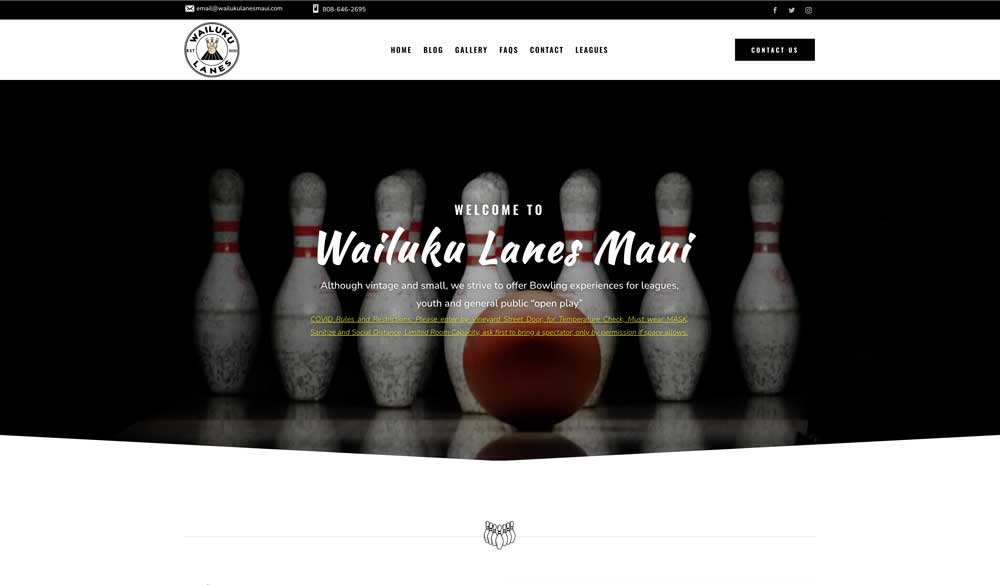 email@wailukulanesmaui.com
808-646-2695
WAILUKU
LANES
HOME BLOG GALLERY FAQS CONTACT LEAGUES
CONTACT US
WELCOME TO
Wailuku Lanes Maui
Although vintage and small, we strive to offer Bowling experiences for leagues,
youth and general public “open play”
COVID Rules and Restrictions: Please enter by Vineyard Street Door, for Temperature Check, Must wear MASK,
Sanitize and Social Distance, Limited Room Capacity, ask first to bring a spectator, only by permission if space allows.